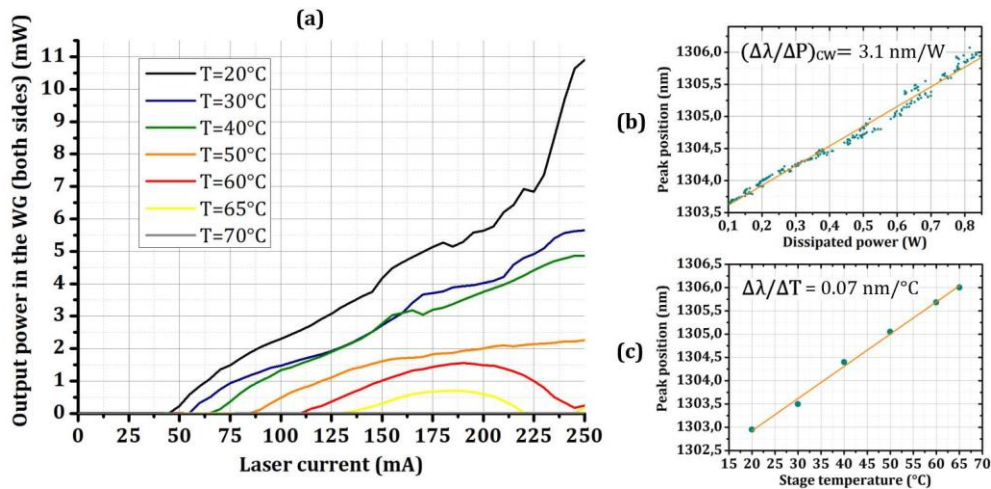 (a)
Output power in the WG (both sides) (mW)
11
10
9
8
7
6
5
4
3
2
1
0
T=20°C
T=30°C
T=40°C
T=50°C
T=60°C
T=65°C
T=70°C
0 25 50 75 100 125 150 175 200 225 250
Laser current (mA)
(b)
Peak position (nm)
1306,0
1305,5
1305,0
1304,5
1304,0
1303,5
(Δλ/ΔP)CW= 3.1 nm/W
0,1 0,2 0,3 0,4 0,5 0,6 0,7 0,8
Dissipated power (W)
(c)
Peak position (nm)
1306,5
1306,0
1305,5
1305,0
1304,5
1304,0
1303,5
1303,0
1302,5
Δλ/ΔT = 0.07 nm/°C
15 20 25 30 35 40 45 50 55 60 65 70
Stage temperature (°C)